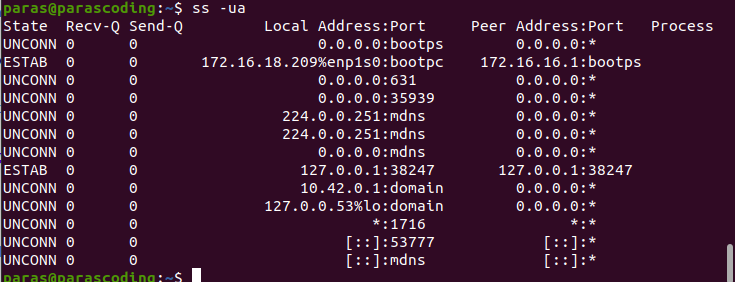 paras@parascoding:~$ ss -ua
State Recv-Q Send-Q Local Address:Port Peer Address:Port Process
UNCONN 0 0 0.0.0.0:bootps 0.0.0.0:*
ESTAB 0 0 172.16.18.209%enp1s0:bootpc 172.16.16.1:bootps
UNCONN 0 0 0.0.0.0:631 0.0.0.0:*
UNCONN 0 0 0.0.0.0:35939 0.0.0.0:*
UNCONN 0 0 224.0.0.251:mdns 0.0.0.0:*
UNCONN 0 0 224.0.0.251:mdns 0.0.0.0:*
UNCONN 0 0 0.0.0.0:mdns 0.0.0.0:*
ESTAB 0 0 127.0.0.1:38247 127.0.0.1:38247
UNCONN 0 0 10.42.0.1:domain 0.0.0.0:*
UNCONN 0 0 127.0.0.53%lo:domain 0.0.0.0:*
UNCONN 0 0 *:1716 *:*
UNCONN 0 0 [::]:53777 [::]:*
UNCONN 0 0 [::]:mdns [::]:*
paras@parascoding:~$